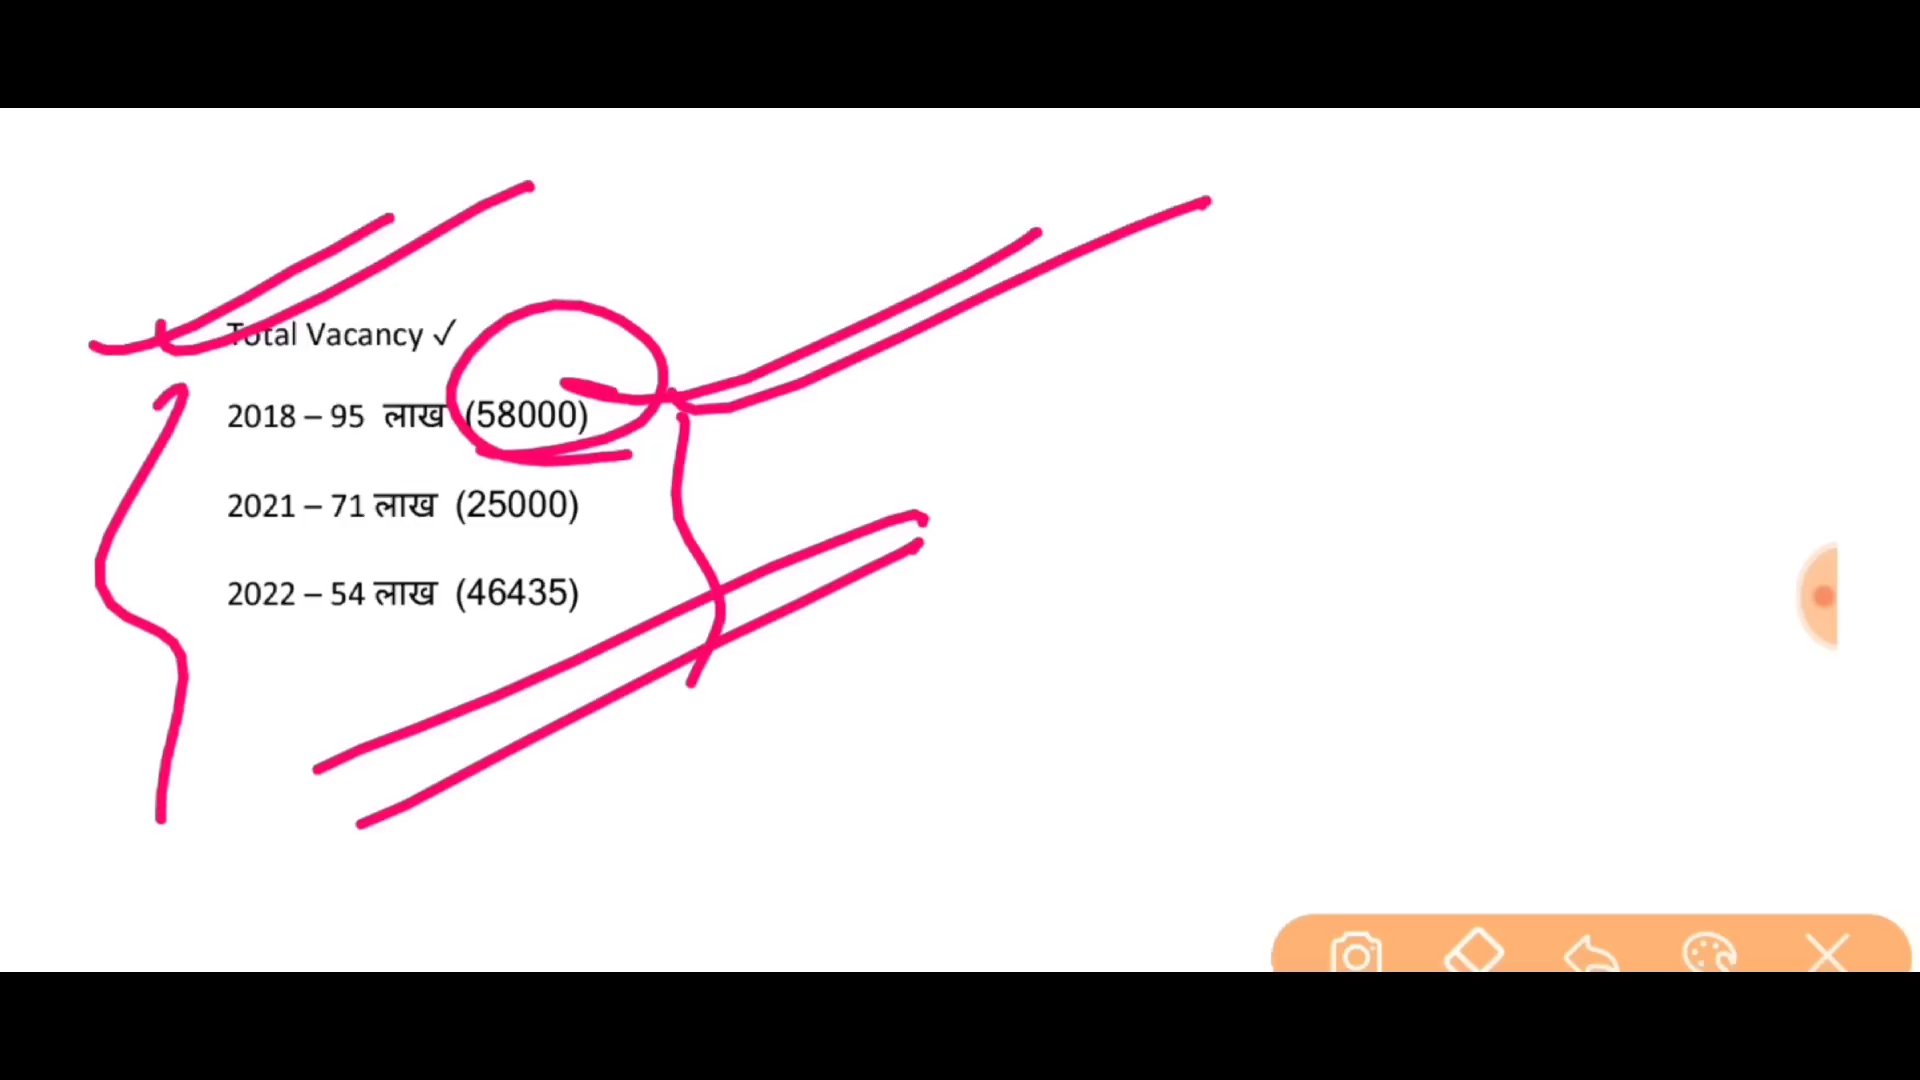 Total Vacancy ✓
2018 – 95 लाख (58000)
2021 – 71 लाख (25000)
2022 – 54 लाख (46435)